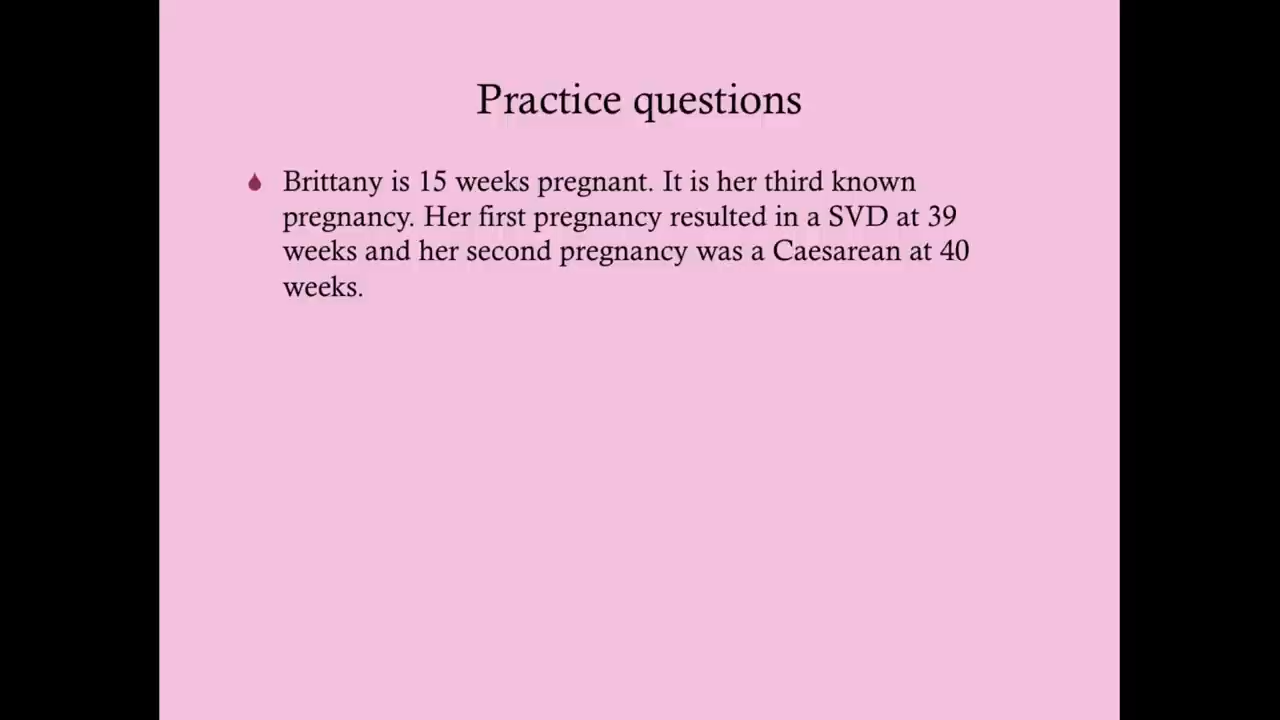 Practice questions
Brittany is 15 weeks pregnant. It is her third known
pregnancy. Her first pregnancy resulted in a SVD at 39
weeks and her second pregnancy was a Caesarean at 40
weeks.